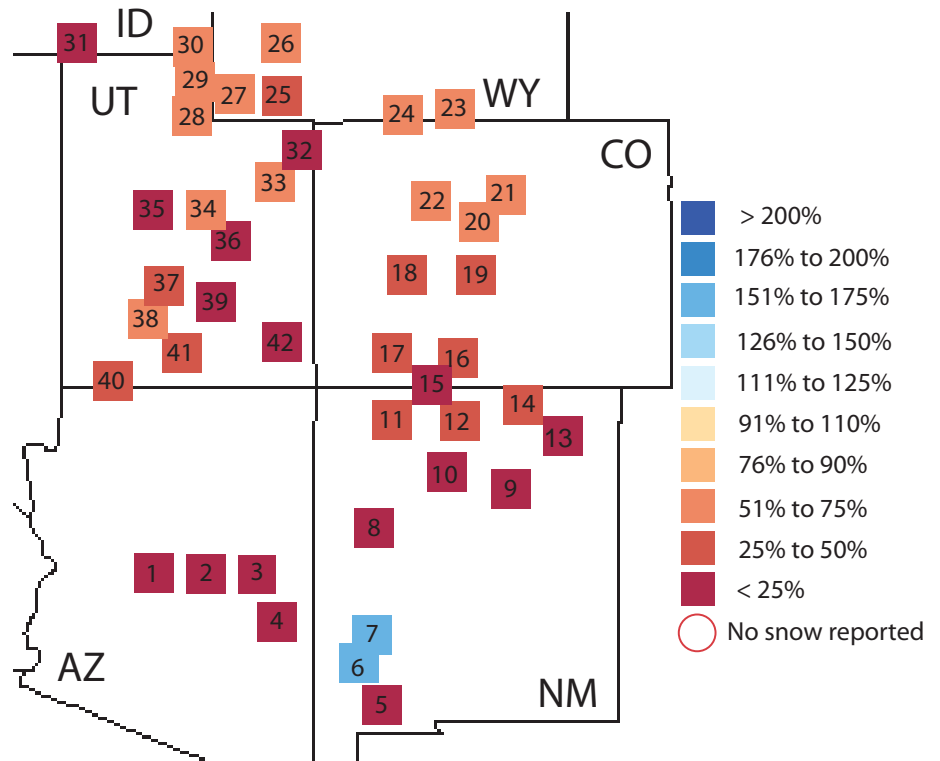 ID
31
30
26
29
27
25
UT
28
WY
24
23
32
CO
33
35
34
22
21
20
36
18
19
37
39
38
42
41
17
16
40
15
11
12
14
13
10
9
8
1
2
3
4
7
6
5
AZ
NM
> 200%
176% to 200%
151% to 175%
126% to 150%
111% to 125%
91% to 110%
76% to 90%
51% to 75%
25% to 50%
< 25%
No snow reported